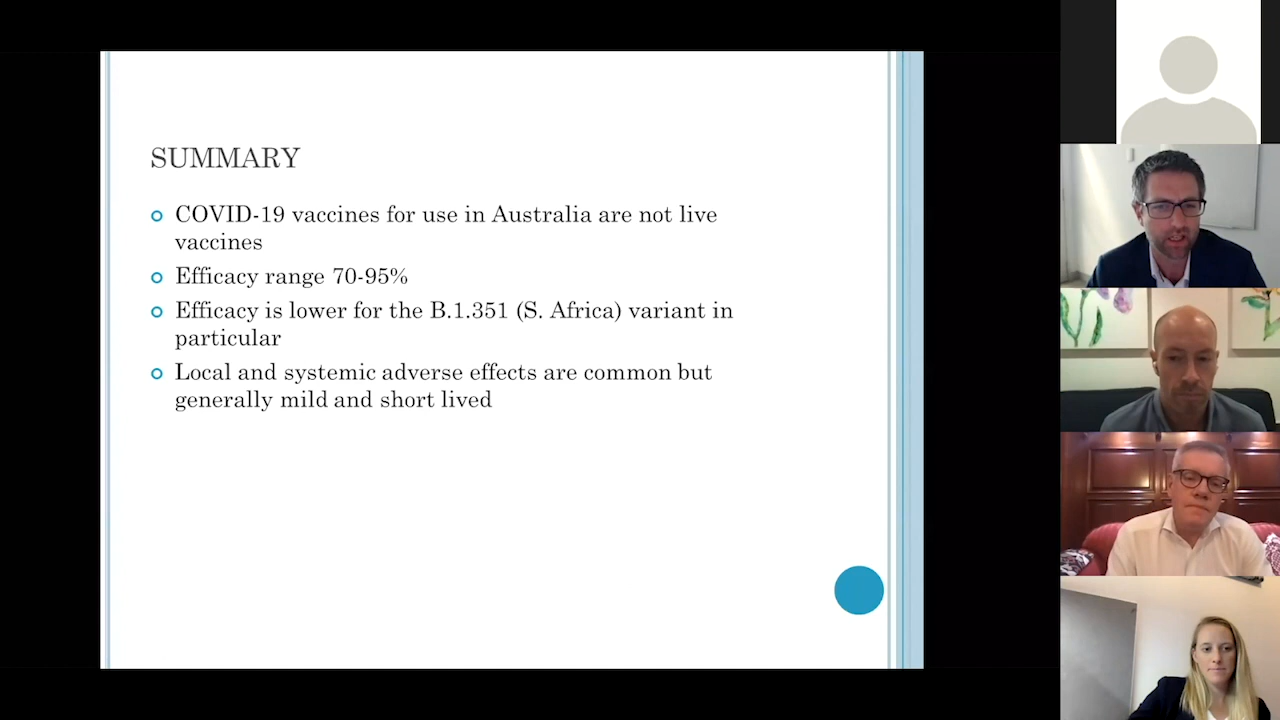 SUMMARY
COVID-19 vaccines for use in Australia are not live
vaccines
Efficacy range 70-95%
Efficacy is lower for the B.1.351 (S. Africa) variant in
particular
Local and systemic adverse effects are common but
generally mild and short lived